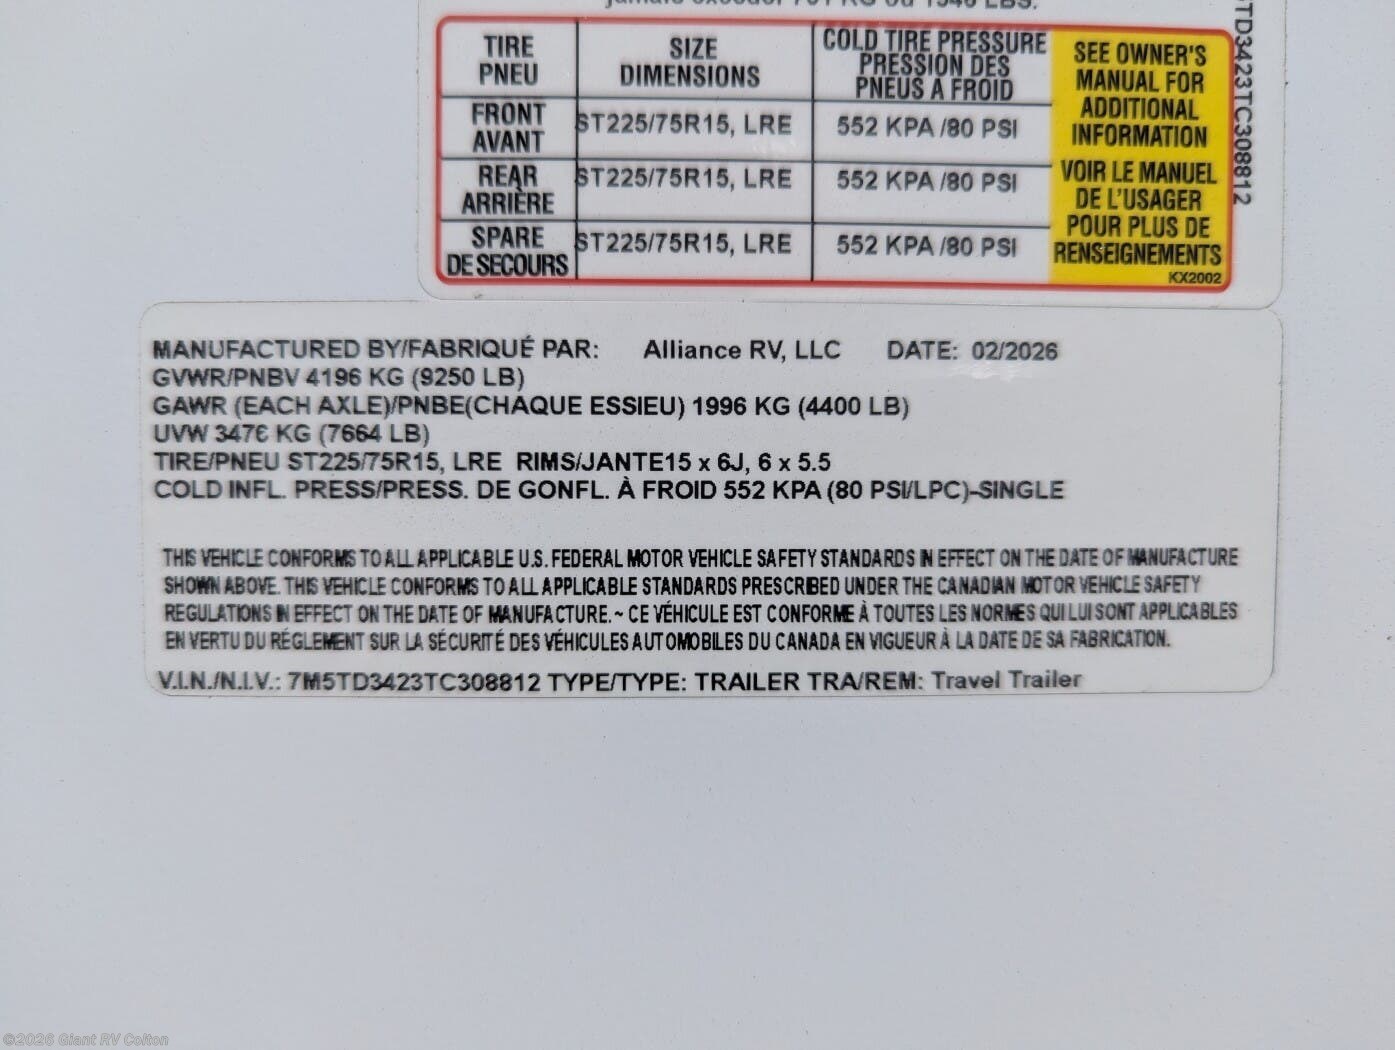 TIRE
PNEU
SIZE
DIMENSIONS
COLD TIRE PRESSURE
PRESSION DES
PNEUS A FROID
FRONT
AVANT
ST225/75R15, LRE
552 KPA /80 PSI
REAR
ARRIÈRE
ST225/75R15, LRE
552 KPA /80 PSI
SPARE
DE SECOURS
ST225/75R15, LRE
552 KPA /80 PSI
SEE OWNER'S
MANUAL FOR
ADDITIONAL
INFORMATION
VOIR LE MANUEL
DE L'USAGER
POUR PLUS DE
RENSEIGNEMENTS
KX2002
TD3423TC308812
MANUFACTURED BY/FABRIQUÉ PAR: Alliance RV, LLC DATE: 02/2026
GVWR/PNBV 4196 KG (9250 LB)
GAWR (EACH AXLE)/PNBE(CHAQUE ESSIEU) 1996 KG (4400 LB)
UVW 3476 KG (7664 LB)
TIRE/PNEU ST225/75R15, LRE RIMS/JANTE15 x 6J, 6 x 5.5
COLD INFL. PRESS/PRESS. DE GONFL. À FROID 552 KPA (80 PSI/LPC)-SINGLE
THIS VEHICLE CONFORMS TO ALL APPLICABLE U.S. FEDERAL MOTOR VEHICLE SAFETY STANDARDS IN EFFECT ON THE DATE OF MANUFACTURE
SHOWN ABOVE. THIS VEHICLE CONFORMS TO ALL APPLICABLE STANDARDS PRESCRIBED UNDER THE CANADIAN MOTOR VEHICLE SAFETY
REGULATIONS IN EFFECT ON THE DATE OF MANUFACTURE. ~ CE VÉHICULE EST CONFORME À TOUTES LES NORMES QUI LUI SONT APPLICABLES
EN VERTU DU RÉGLEMENT SUR LA SÉCURITÉ DES VÉHICULES AUTOMOBILES DU CANADA EN VIGUEUR À LA DATE DE SA FABRICATION.
V.I.N./N.I.V.: 7M5TD3423TC308812 TYPE/TYPE: TRAILER TRA/REM: Travel Trailer
©2026 Giant RV Colton